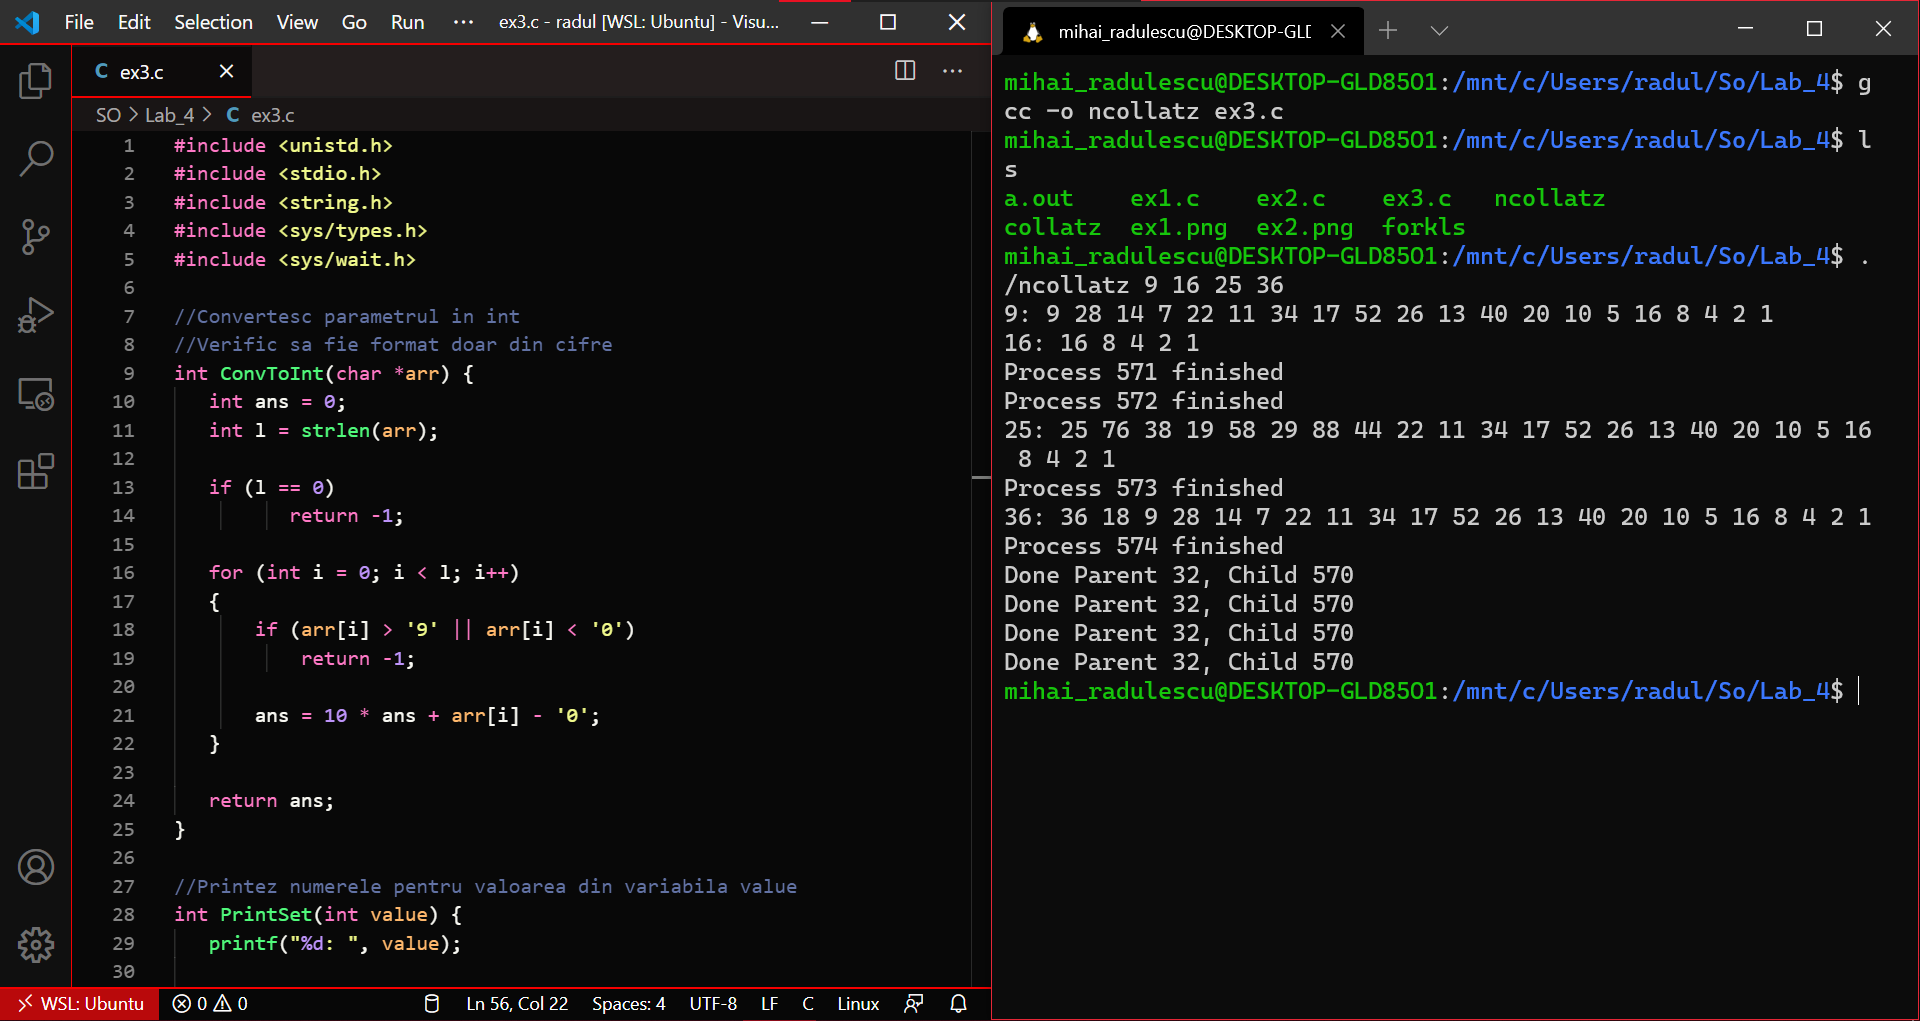 File Edit Selection View Go Run ··· ex3.c - radul [WSL: Ubuntu] - Visu...
C ex3.c
SO > Lab_4 > C ex3.c
1 #include <unistd.h>
2 #include <stdio.h>
3 #include <string.h>
4 #include <sys/types.h>
5 #include <sys/wait.h>
6
7 //Convertesc parametrul in int
8 //Verific sa fie format doar din cifre
9 int ConvToInt(char *arr) {
10 int ans = 0;
11 int l = strlen(arr);
12
13 if (l == 0)
14 return -1;
15
16 for (int i = 0; i < l; i++)
17 {
18 if (arr[i] > '9' || arr[i] < '0')
19 return -1;
20
21 ans = 10 * ans + arr[i] - '0';
22 }
23
24 return ans;
25 }
26
27 //Printez numerele pentru valoarea din variabila value
28 int PrintSet(int value) {
29 printf("%d: ", value);
30
WSL: Ubuntu 0 0 Ln 56, Col 22 Spaces: 4 UTF-8 LF C Linux
mihai_radulescu@DESKTOP-GLD
mihai_radulescu@DESKTOP-GLD85O1:/mnt/c/Users/radul/So/Lab_4$ g
cc -o ncollatz ex3.c
mihai_radulescu@DESKTOP-GLD85O1:/mnt/c/Users/radul/So/Lab_4$ l
s
a.out ex1.c ex2.c ex3.c ncollatz
collatz ex1.png ex2.png forkls
mihai_radulescu@DESKTOP-GLD85O1:/mnt/c/Users/radul/So/Lab_4$ .
/ncollatz 9 16 25 36
9: 9 28 14 7 22 11 34 17 52 26 13 40 20 10 5 16 8 4 2 1
16: 16 8 4 2 1
Process 571 finished
Process 572 finished
25: 25 76 38 19 58 29 88 44 22 11 34 17 52 26 13 40 20 10 5 16
8 4 2 1
Process 573 finished
36: 36 18 9 28 14 7 22 11 34 17 52 26 13 40 20 10 5 16 8 4 2 1
Process 574 finished
Done Parent 32, Child 570
Done Parent 32, Child 570
Done Parent 32, Child 570
Done Parent 32, Child 570
mihai_radulescu@DESKTOP-GLD85O1:/mnt/c/Users/radul/So/Lab_4$